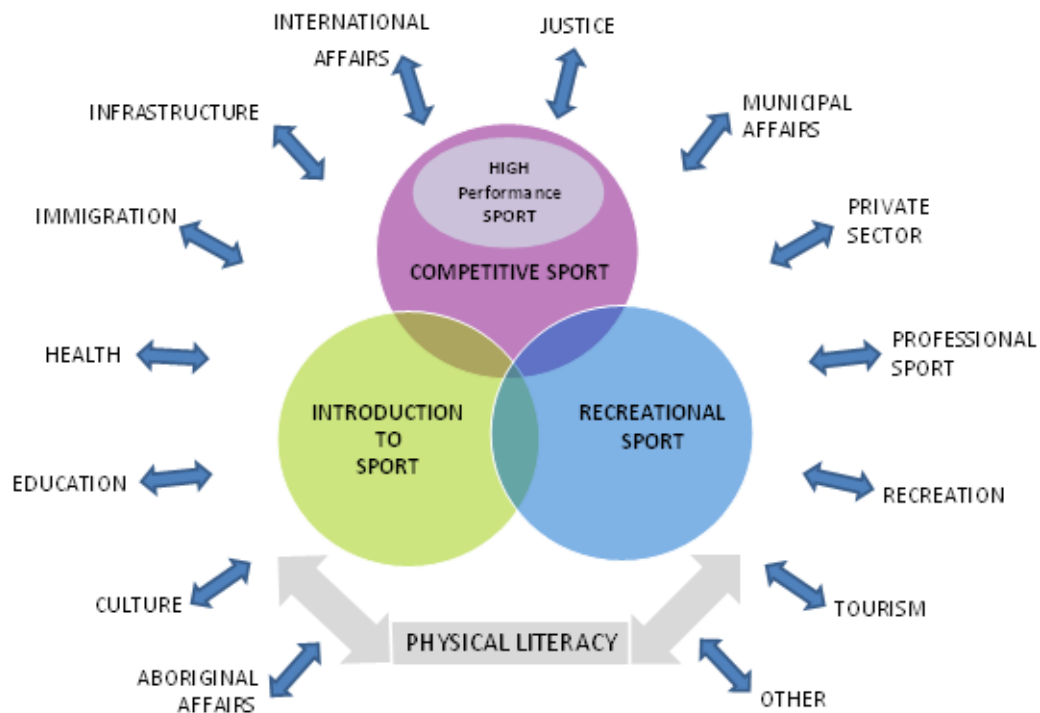 INTERNATIONAL
AFFAIRS
JUSTICE
INFRASTRUCTURE
MUNICIPAL
AFFAIRS
HIGH
Performance
SPORT
IMMIGRATION
PRIVATE
SECTOR
COMPETITIVE SPORT
HEALTH
PROFESSIONAL
SPORT
INTRODUCTION
TO
SPORT
RECREATIONAL
SPORT
EDUCATION
RECREATION
CULTURE
TOURISM
PHYSICAL LITERACY
ABORIGINAL
AFFAIRS
OTHER